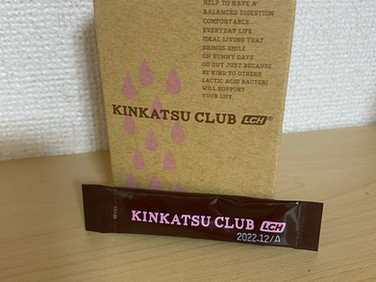 HELP TO HAVE A
BALANCED DIGESTION
COMFORTABLE
EVERYDAY LIFE
IDEAL LIVING THAT
BRINGS SMILE
ON SUNNY DAYS
GO OUT JUST BECAUSE
BE KIND TO OTHERS
LACTIC ACID BACTERI
WILL SUPPORT
YOUR LIFE.
KINKATSU CLUB LCH®
KINKATSU CLUB LCH
2022.12/A